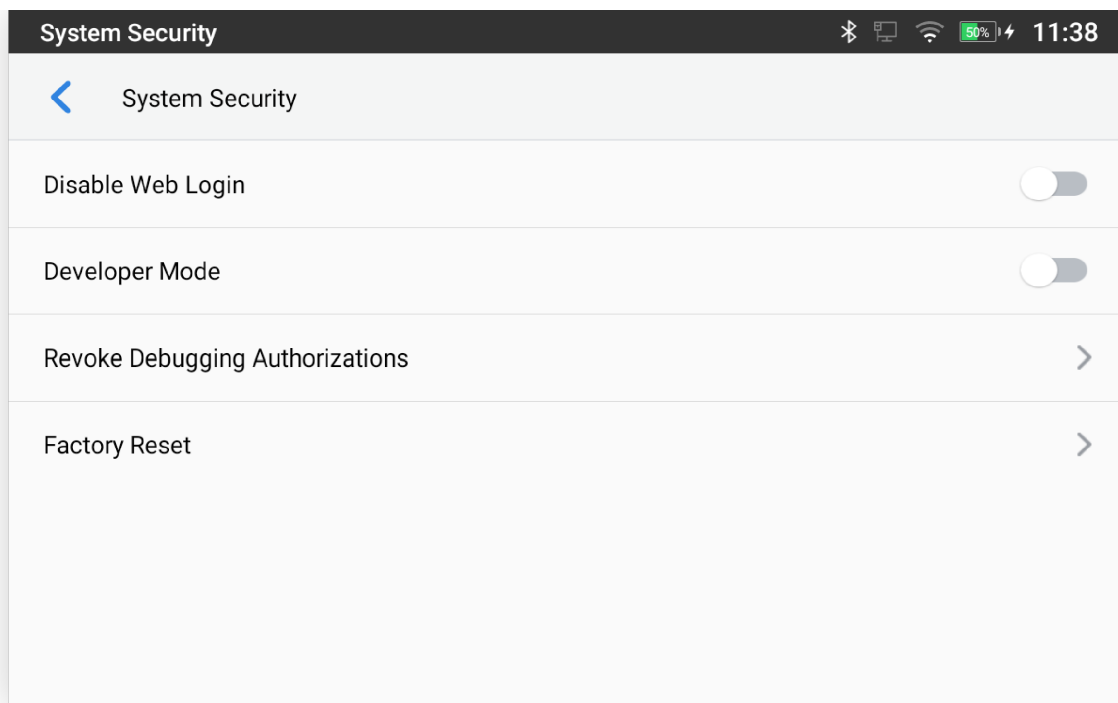 System Security 50% 11:38
System Security
Disable Web Login
Developer Mode
Revoke Debugging Authorizations
Factory Reset